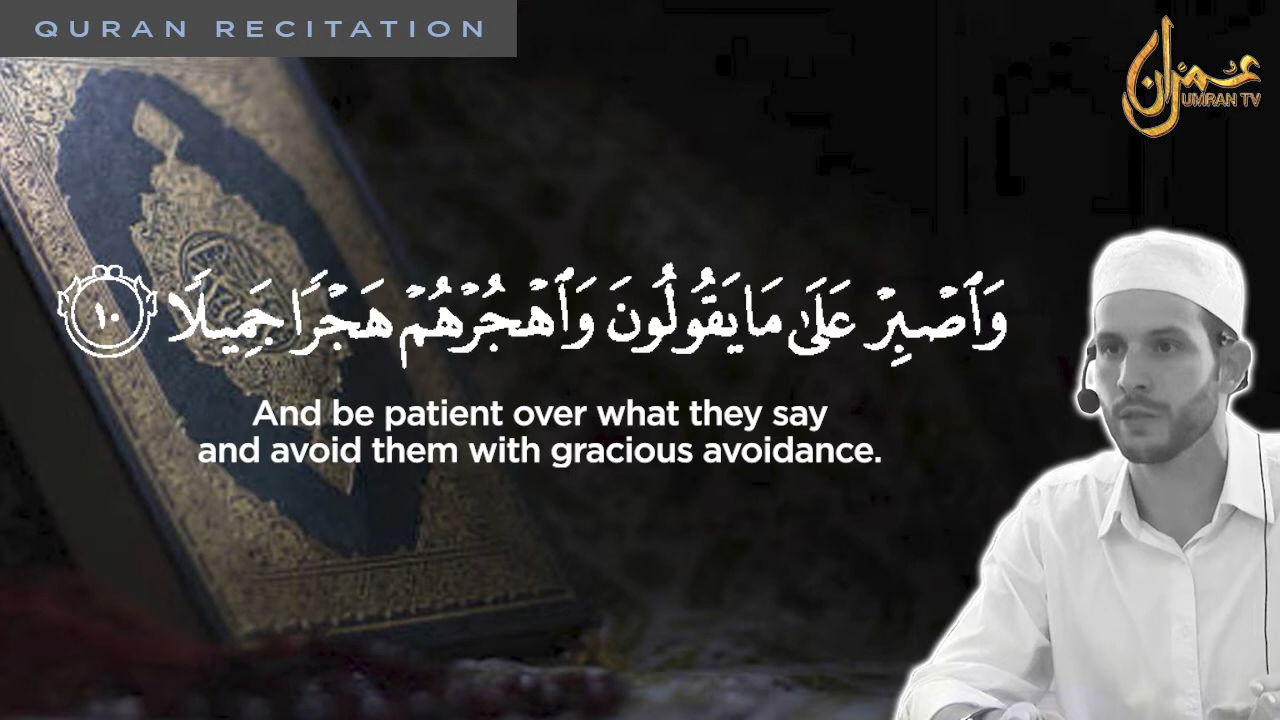 QURAN RECITATION
عمران
UMRAN TV
وَٱصۡبِرۡ عَلَىٰ مَا يَقُولُونَ وَٱهۡجُرۡهُمۡ هَجۡرٗا جَمِيلٗا ١٠
And be patient over what they say
and avoid them with gracious avoidance.